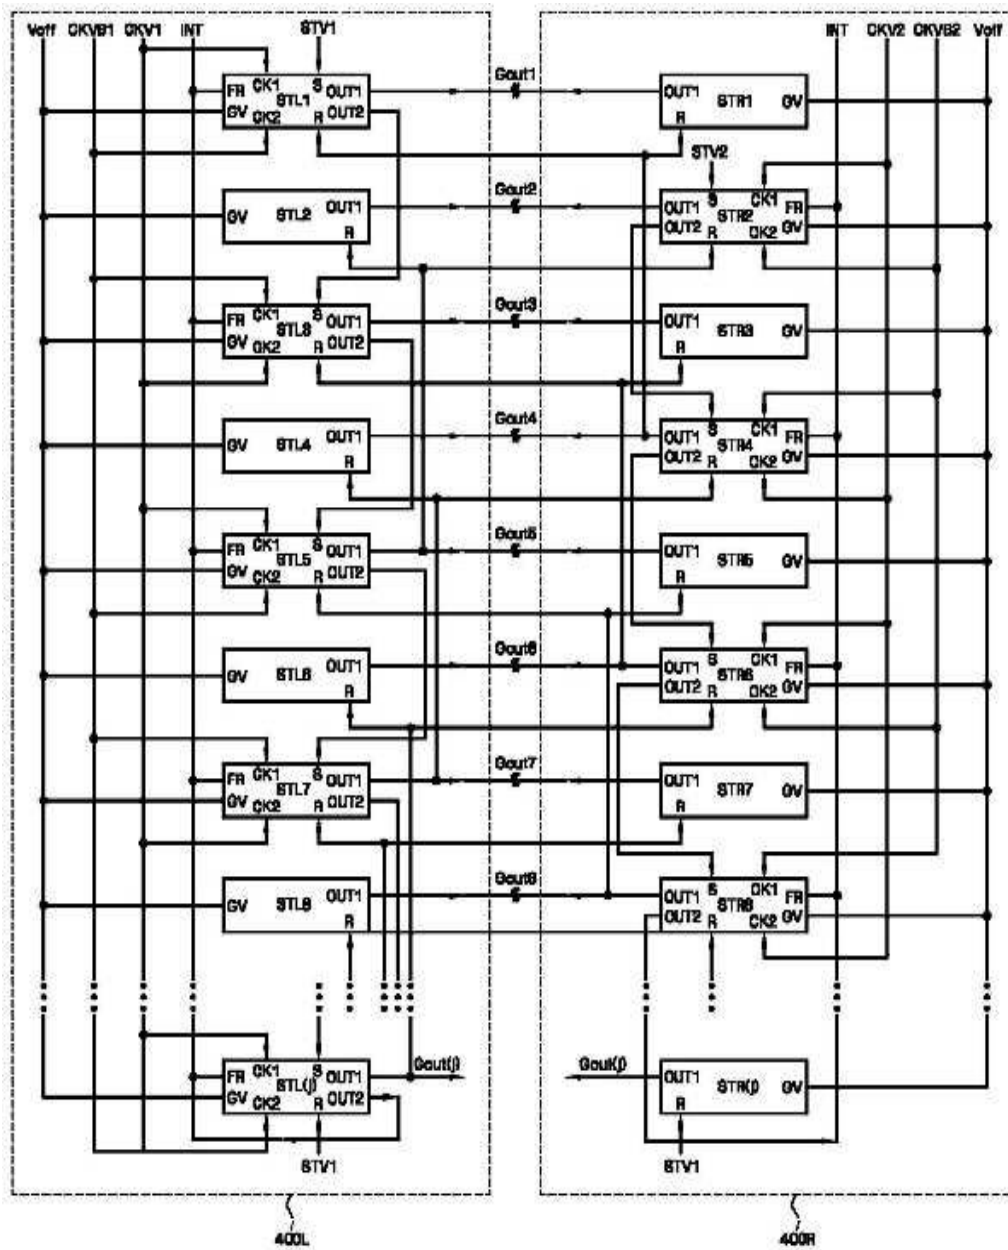 Voff CKVB1 CKV1 INT STV1 INT CKV2 CKVB2 Voff
Gout1
FR CK1 S OUT1
STL1
GV CK2 R OUT2
OUT1 STR1 GV
R
STV2
Gout2
GV STL2 OUT1
R
OUT1 S CK1 FR
STR2
OUT2 R CK2 GV
Gout3
FR CK1 S OUT1
STL3
GV CK2 R OUT2
OUT1 STR3 GV
R
Gout4
GV STL4 OUT1
R
OUT1 S CK1 FR
STR4
OUT2 R CK2 GV
Gout5
FR CK1 S OUT1
STL5
GV CK2 R OUT2
OUT1 STR5 GV
R
Gout6
GV STL6 OUT1
R
OUT1 S CK1 FR
STR6
OUT2 R CK2 GV
Gout7
FR CK1 S OUT1
STL7
GV CK2 R OUT2
OUT1 STR7 GV
R
Gout8
GV STL8 OUT1
R
OUT1 S CK1 FR
STR8
OUT2 R CK2 GV
Gout(j) Gout(j)
FR CK1 S OUT1
STL(j)
GV CK2 R OUT2
OUT1 STR(j) GV
R
STV1 STV1
400L 400R